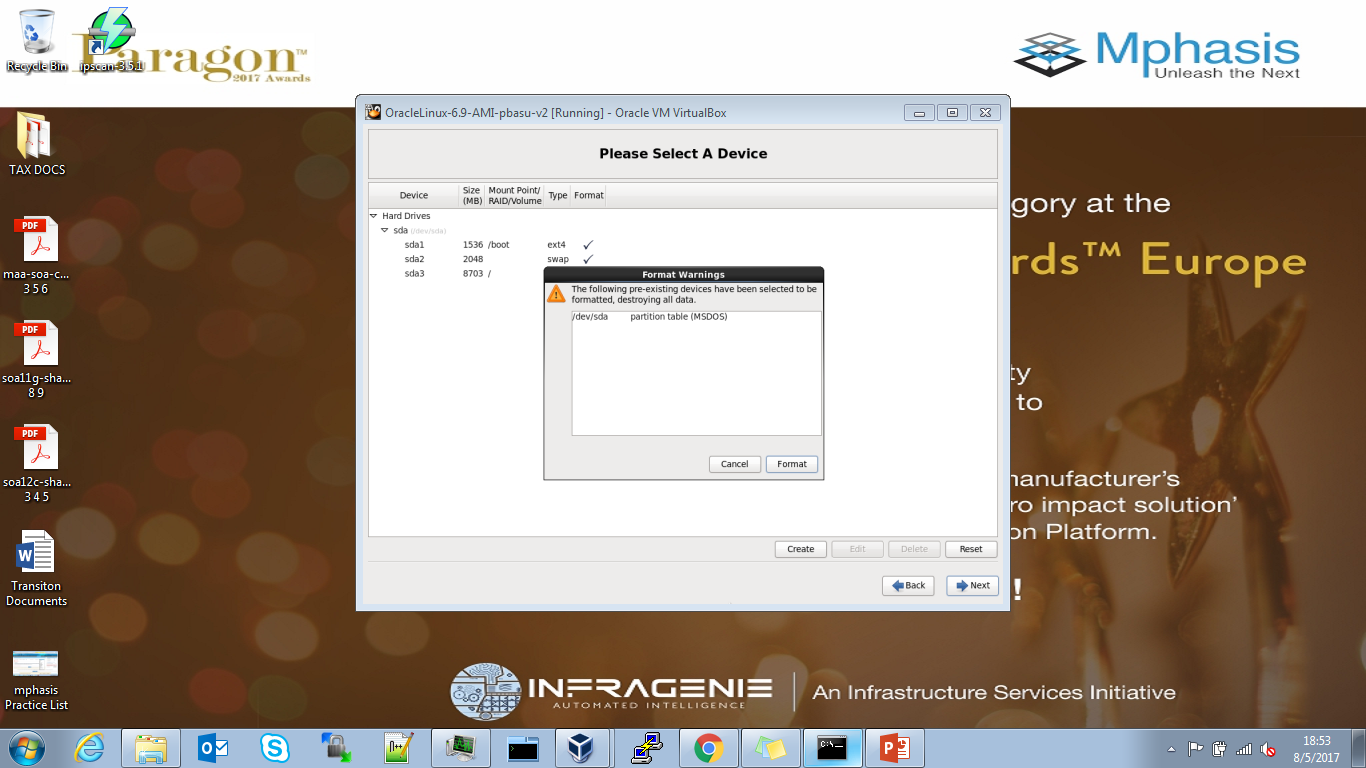 Recycle Bin
ipscan-3.5.1
Paragon™
2017 Awards
Mphasis
Unleash the Next
TAX DOCS
maa-soa-c...
3 5 6
soa11g-sha...
8 9
soa12c-sha...
3 4 5
Transiton
Documents
mphasis
Practice List
OracleLinux-6.9-AMI-pbasu-v2 [Running] - Oracle VM VirtualBox
Please Select A Device
Device Size (MB) Mount Point/ RAID/Volume Type Format
Hard Drives
sda (/dev/sda)
sda1 1536 /boot ext4 ✓
sda2 2048 swap ✓
sda3 8703 /
Format Warnings
The following pre-existing devices have been selected to be
formatted, destroying all data.
/dev/sda partition table (MSDOS)
Cancel Format
Create Edit Delete Reset
Back Next
gory at the
rds™ Europe
ty
to
nanufacturer's
ro impact solution'
on Platform.
!
INFRAGENIE
AUTOMATED INTELLIGENCE
An Infrastructure Services Initiative
PDF
PDF
PDF
18:53
8/5/2017